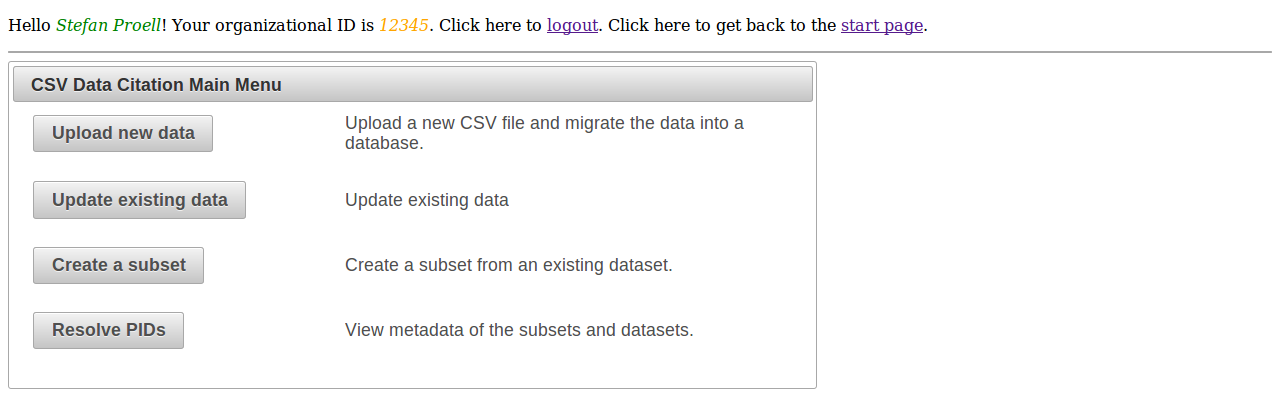 Hello Stefan Proell! Your organizational ID is 12345. Click here to logout. Click here to get back to the start page.
CSV Data Citation Main Menu
Upload new data
Upload a new CSV file and migrate the data into a
database.
Update existing data
Update existing data
Create a subset
Create a subset from an existing dataset.
Resolve PIDs
View metadata of the subsets and datasets.